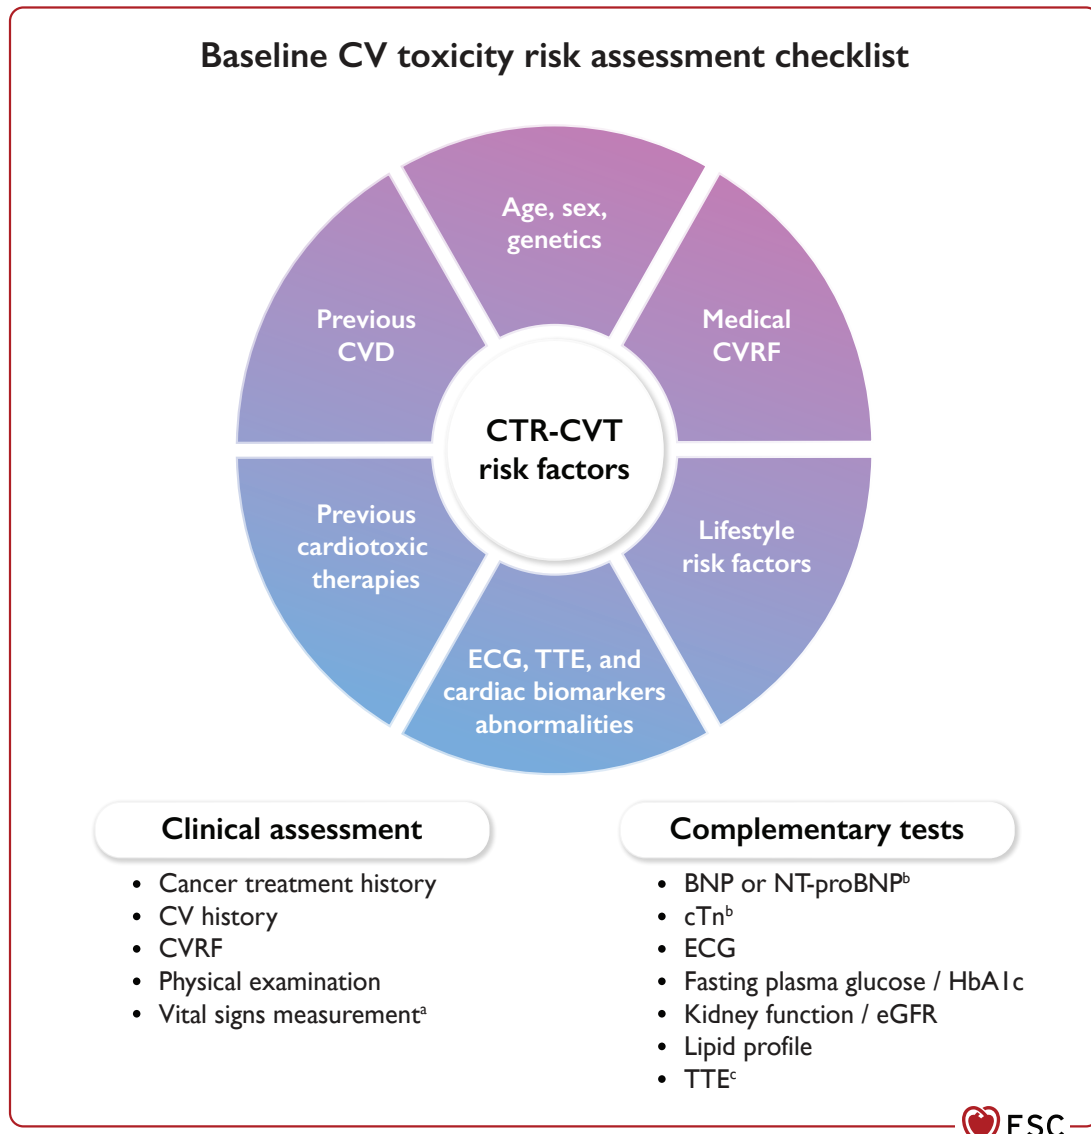 Baseline CV toxicity risk assessment checklist
Age, sex,
genetics
Previous
CVD
Medical
CVRF
CTR-CVT
risk factors
Previous
cardiotoxic
therapies
Lifestyle
risk factors
ECG, TTE, and
cardiac biomarkers
abnormalities
Clinical assessment
• Cancer treatment history
• CV history
• CVRF
• Physical examination
• Vital signs measurementᵃ
Complementary tests
• BNP or NT-proBNPᵇ
• cTnᵇ
• ECG
• Fasting plasma glucose / HbA1c
• Kidney function / eGFR
• Lipid profile
• TTEᶜ
ESC